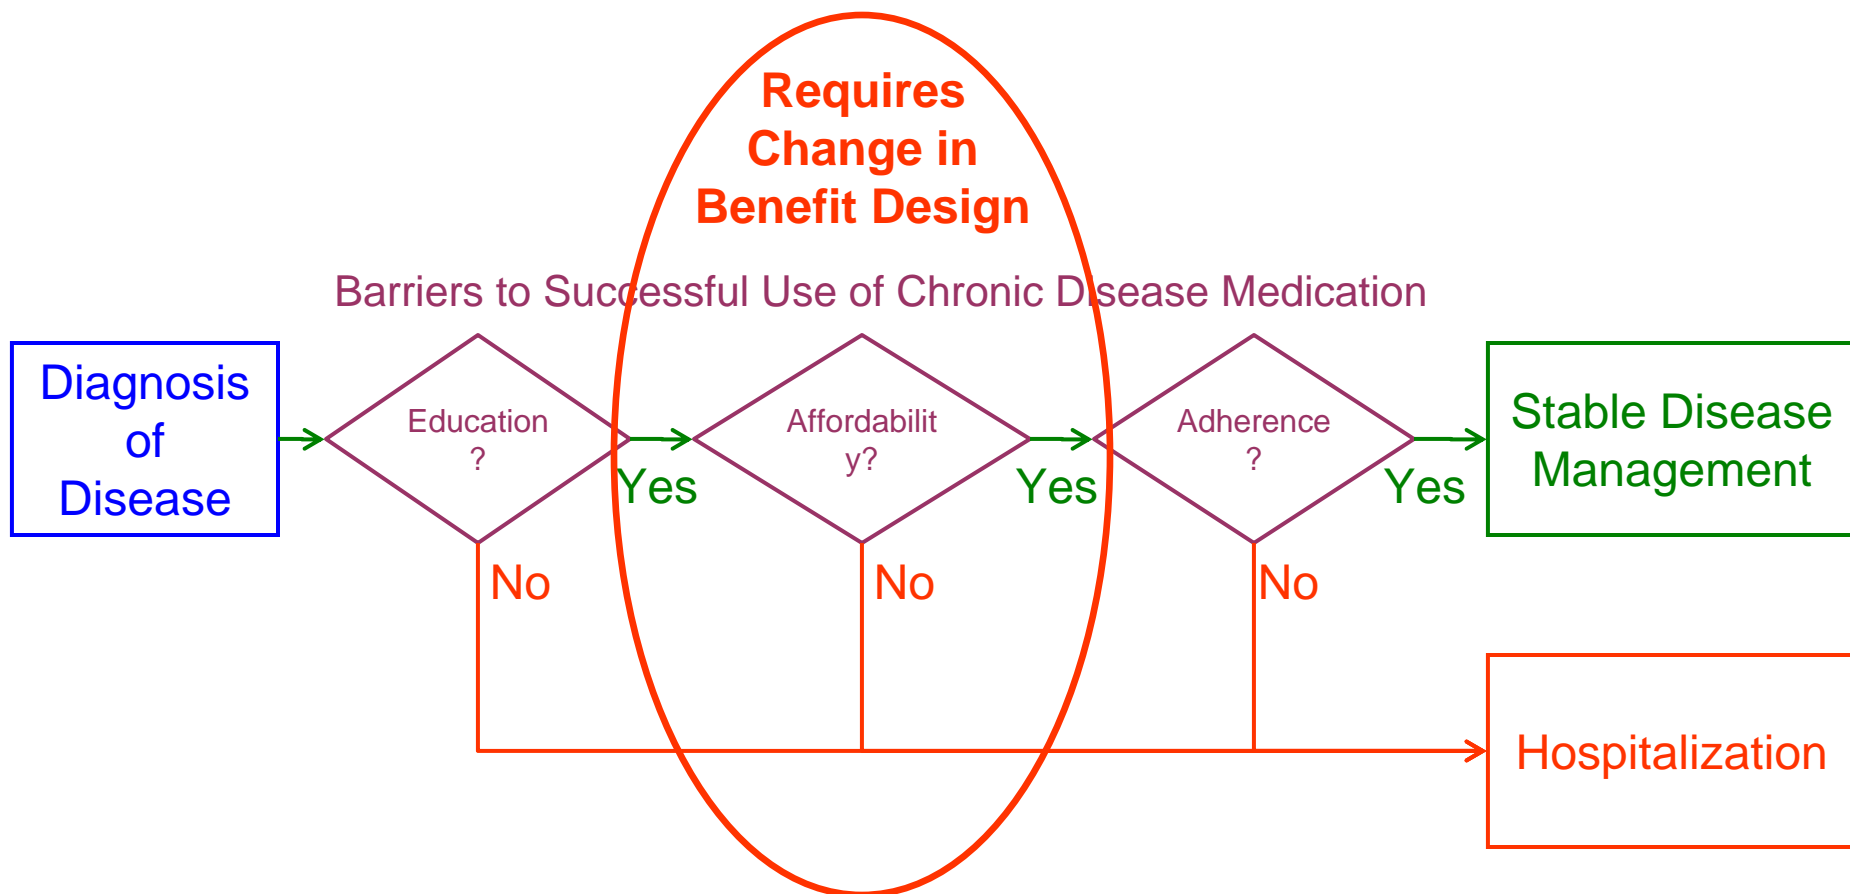 Requires
Change in
Benefit Design
Barriers to Successful Use of Chronic Disease Medication
Diagnosis
of
Disease
Education
?
Yes
No
Affordabilit
y?
Yes
No
Adherence
?
Yes
No
Stable Disease
Management
Hospitalization